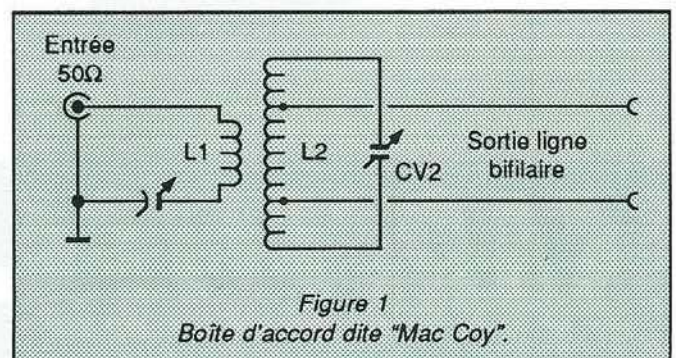 Entrée
50Ω
L1
L2
CV2
Sortie ligne
bifilaire
Figure 1
Boîte d'accord dite "Mac Coy".